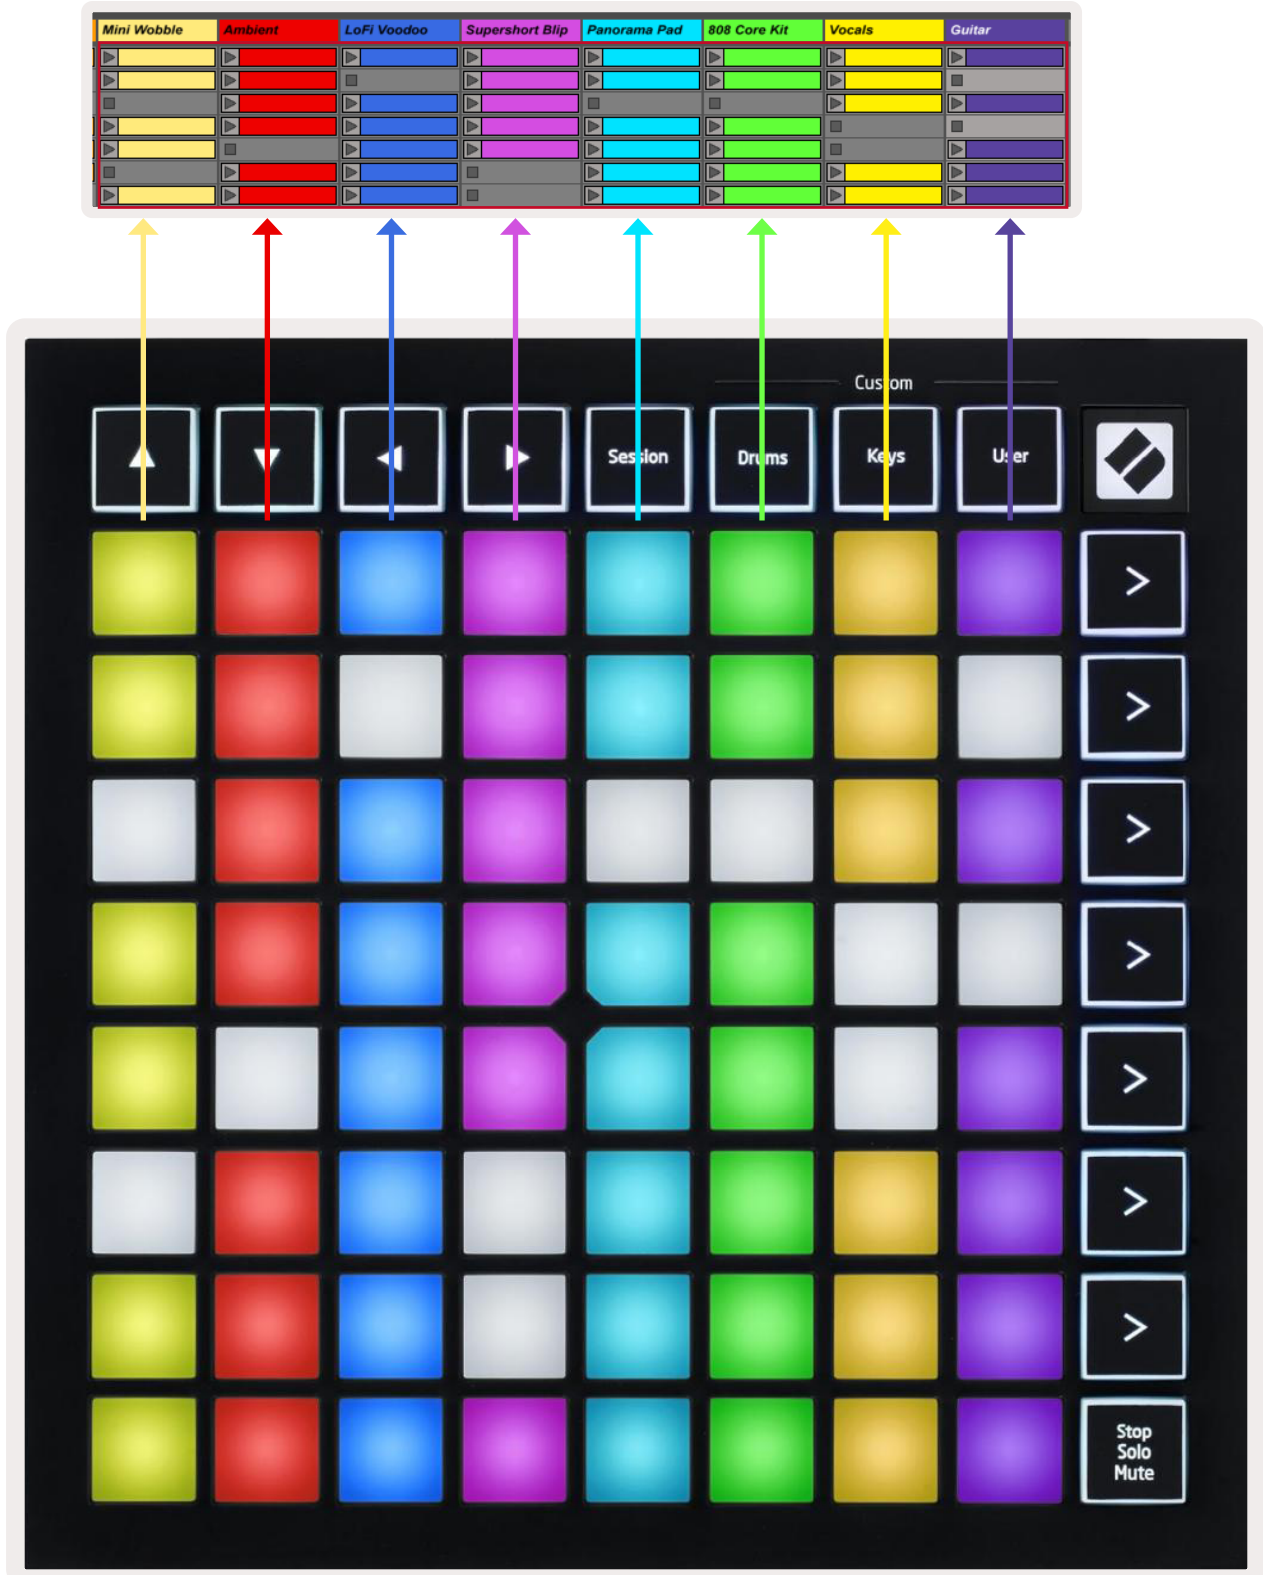 Mini Wobble Ambient LoFi Voodoo Supershort Blip Panorama Pad 808 Core Kit Vocals Guitar
Custom
Session Drums Keys User
Stop
Solo
Mute